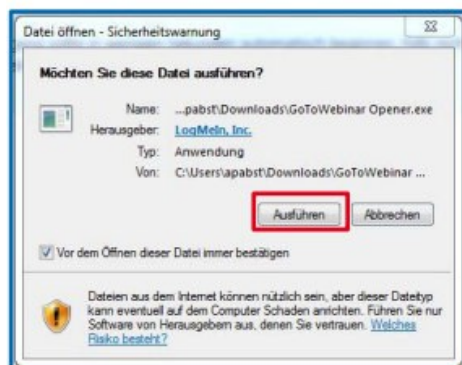 Datei öffnen - Sicherheitswarnung
Möchten Sie diese Datei ausführen?
Name: ...pabst\Downloads\GoToWebinar Opener.exe
Herausgeber: LogMeIn, Inc.
Typ: Anwendung
Von: C:\Users\apabst\Downloads\GoToWebinar ...
Ausführen Abbrechen
Vor dem Öffnen dieser Datei immer bestätigen
Dateien aus dem Internet können nützlich sein, aber dieser Dateityp
kann eventuell auf dem Computer Schaden anrichten. Führen Sie nur
Software von Herausgebern aus, denen Sie vertrauen. Welches
Risiko besteht?